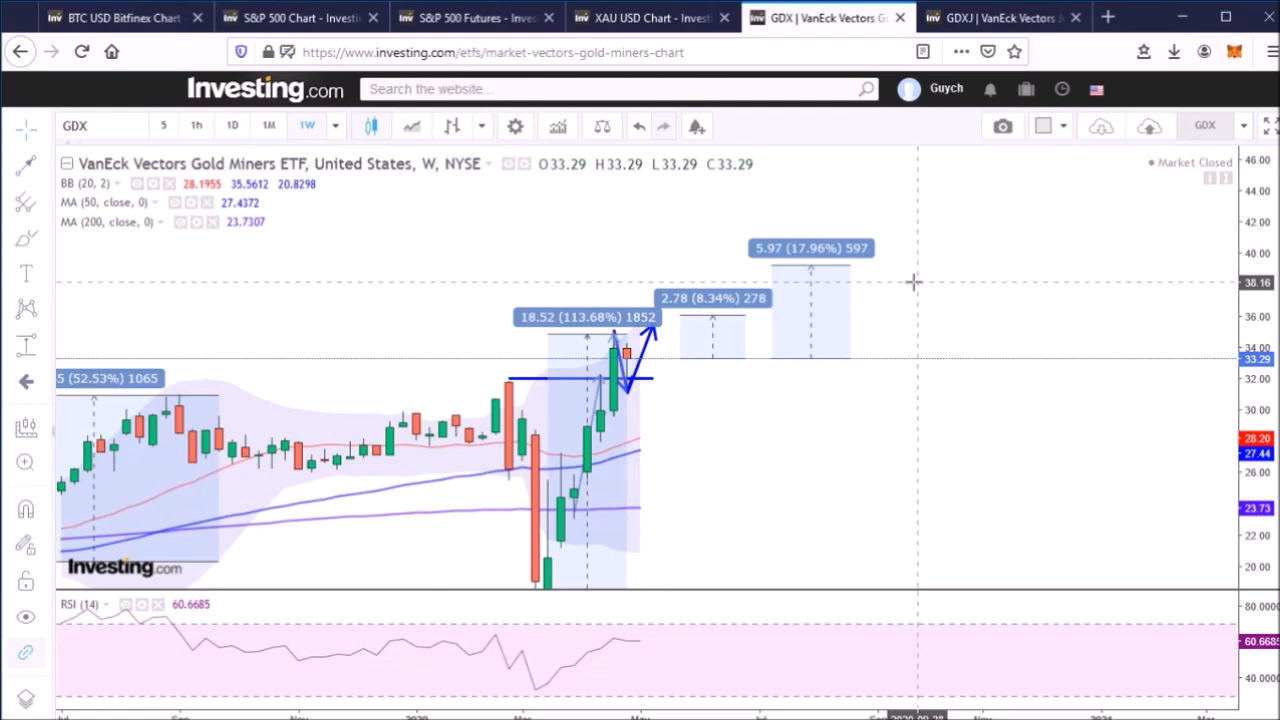 BTC USD Bitfinex Chart
S&P 500 Chart - Investi
S&P 500 Futures - Investi
XAU USD Chart - Investi
GDX | VanEck Vectors G
GDXJ | VanEck Vectors J
https://www.investing.com/etfs/market-vectors-gold-miners-chart
Investing.com
Search the website...
Guych
GDX 5 1h 1D 1M 1W GDX
VanEck Vectors Gold Miners ETF, United States, W, NYSE O33.29 H33.29 L33.29 C33.29
Market Closed
BB (20, 2) 28.1955 35.5612 20.8298
MA (50, close, 0) 27.4372
MA (200, close, 0) 23.7307
5.97 (17.96%) 597
2.78 (8.34%) 278
18.52 (113.68%) 1852
5 (52.53%) 1065
46.00
44.00
42.00
40.00
38.16
36.00
34.00
33.29
32.00
30.00
28.20
27.44
26.00
23.73
22.00
20.00
Investing.com
RSI (14) 60.6685
80.0000
60.6685
40.0000
Jul Sep Nov 2020 Mar May Jul Sep 2020-09-28 Nov 2021 Mar